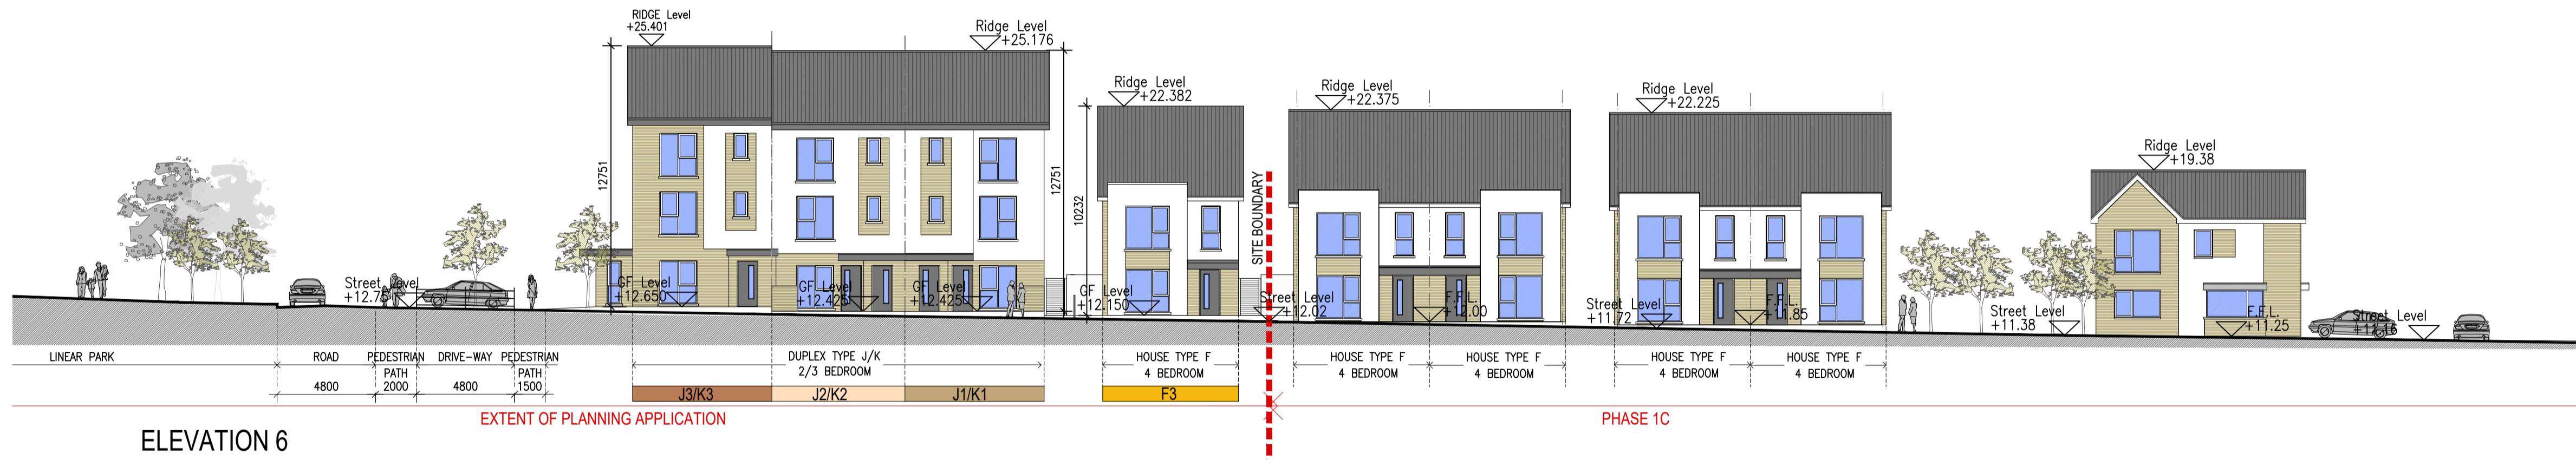 RIDGE Level
+25.401
Ridge Level
+25.176
Ridge Level
+22.382
Ridge Level
+22.375
Ridge Level
+22.225
Ridge Level
+19.38
12751
12751
10232
SITE BOUNDARY
Street Level
+12.75
GF Level
+12.650
GF Level
+12.425
GF Level
+12.425
GF Level
+12.150
Street Level
+12.02
F.F.L.
+12.00
Street Level
+11.72
F.F.L.
+11.85
Street Level
+11.38
F.F.L.
+11.25
Street Level
+11.16
LINEAR PARK
ROAD
4800
PEDESTRIAN
PATH
2000
DRIVE-WAY
4800
PEDESTRIAN
PATH
1500
DUPLEX TYPE J/K
2/3 BEDROOM
HOUSE TYPE F
4 BEDROOM
HOUSE TYPE F
4 BEDROOM
HOUSE TYPE F
4 BEDROOM
HOUSE TYPE F
4 BEDROOM
HOUSE TYPE F
4 BEDROOM
J3/K3
J2/K2
J1/K1
F3
EXTENT OF PLANNING APPLICATION
PHASE 1C
ELEVATION 6